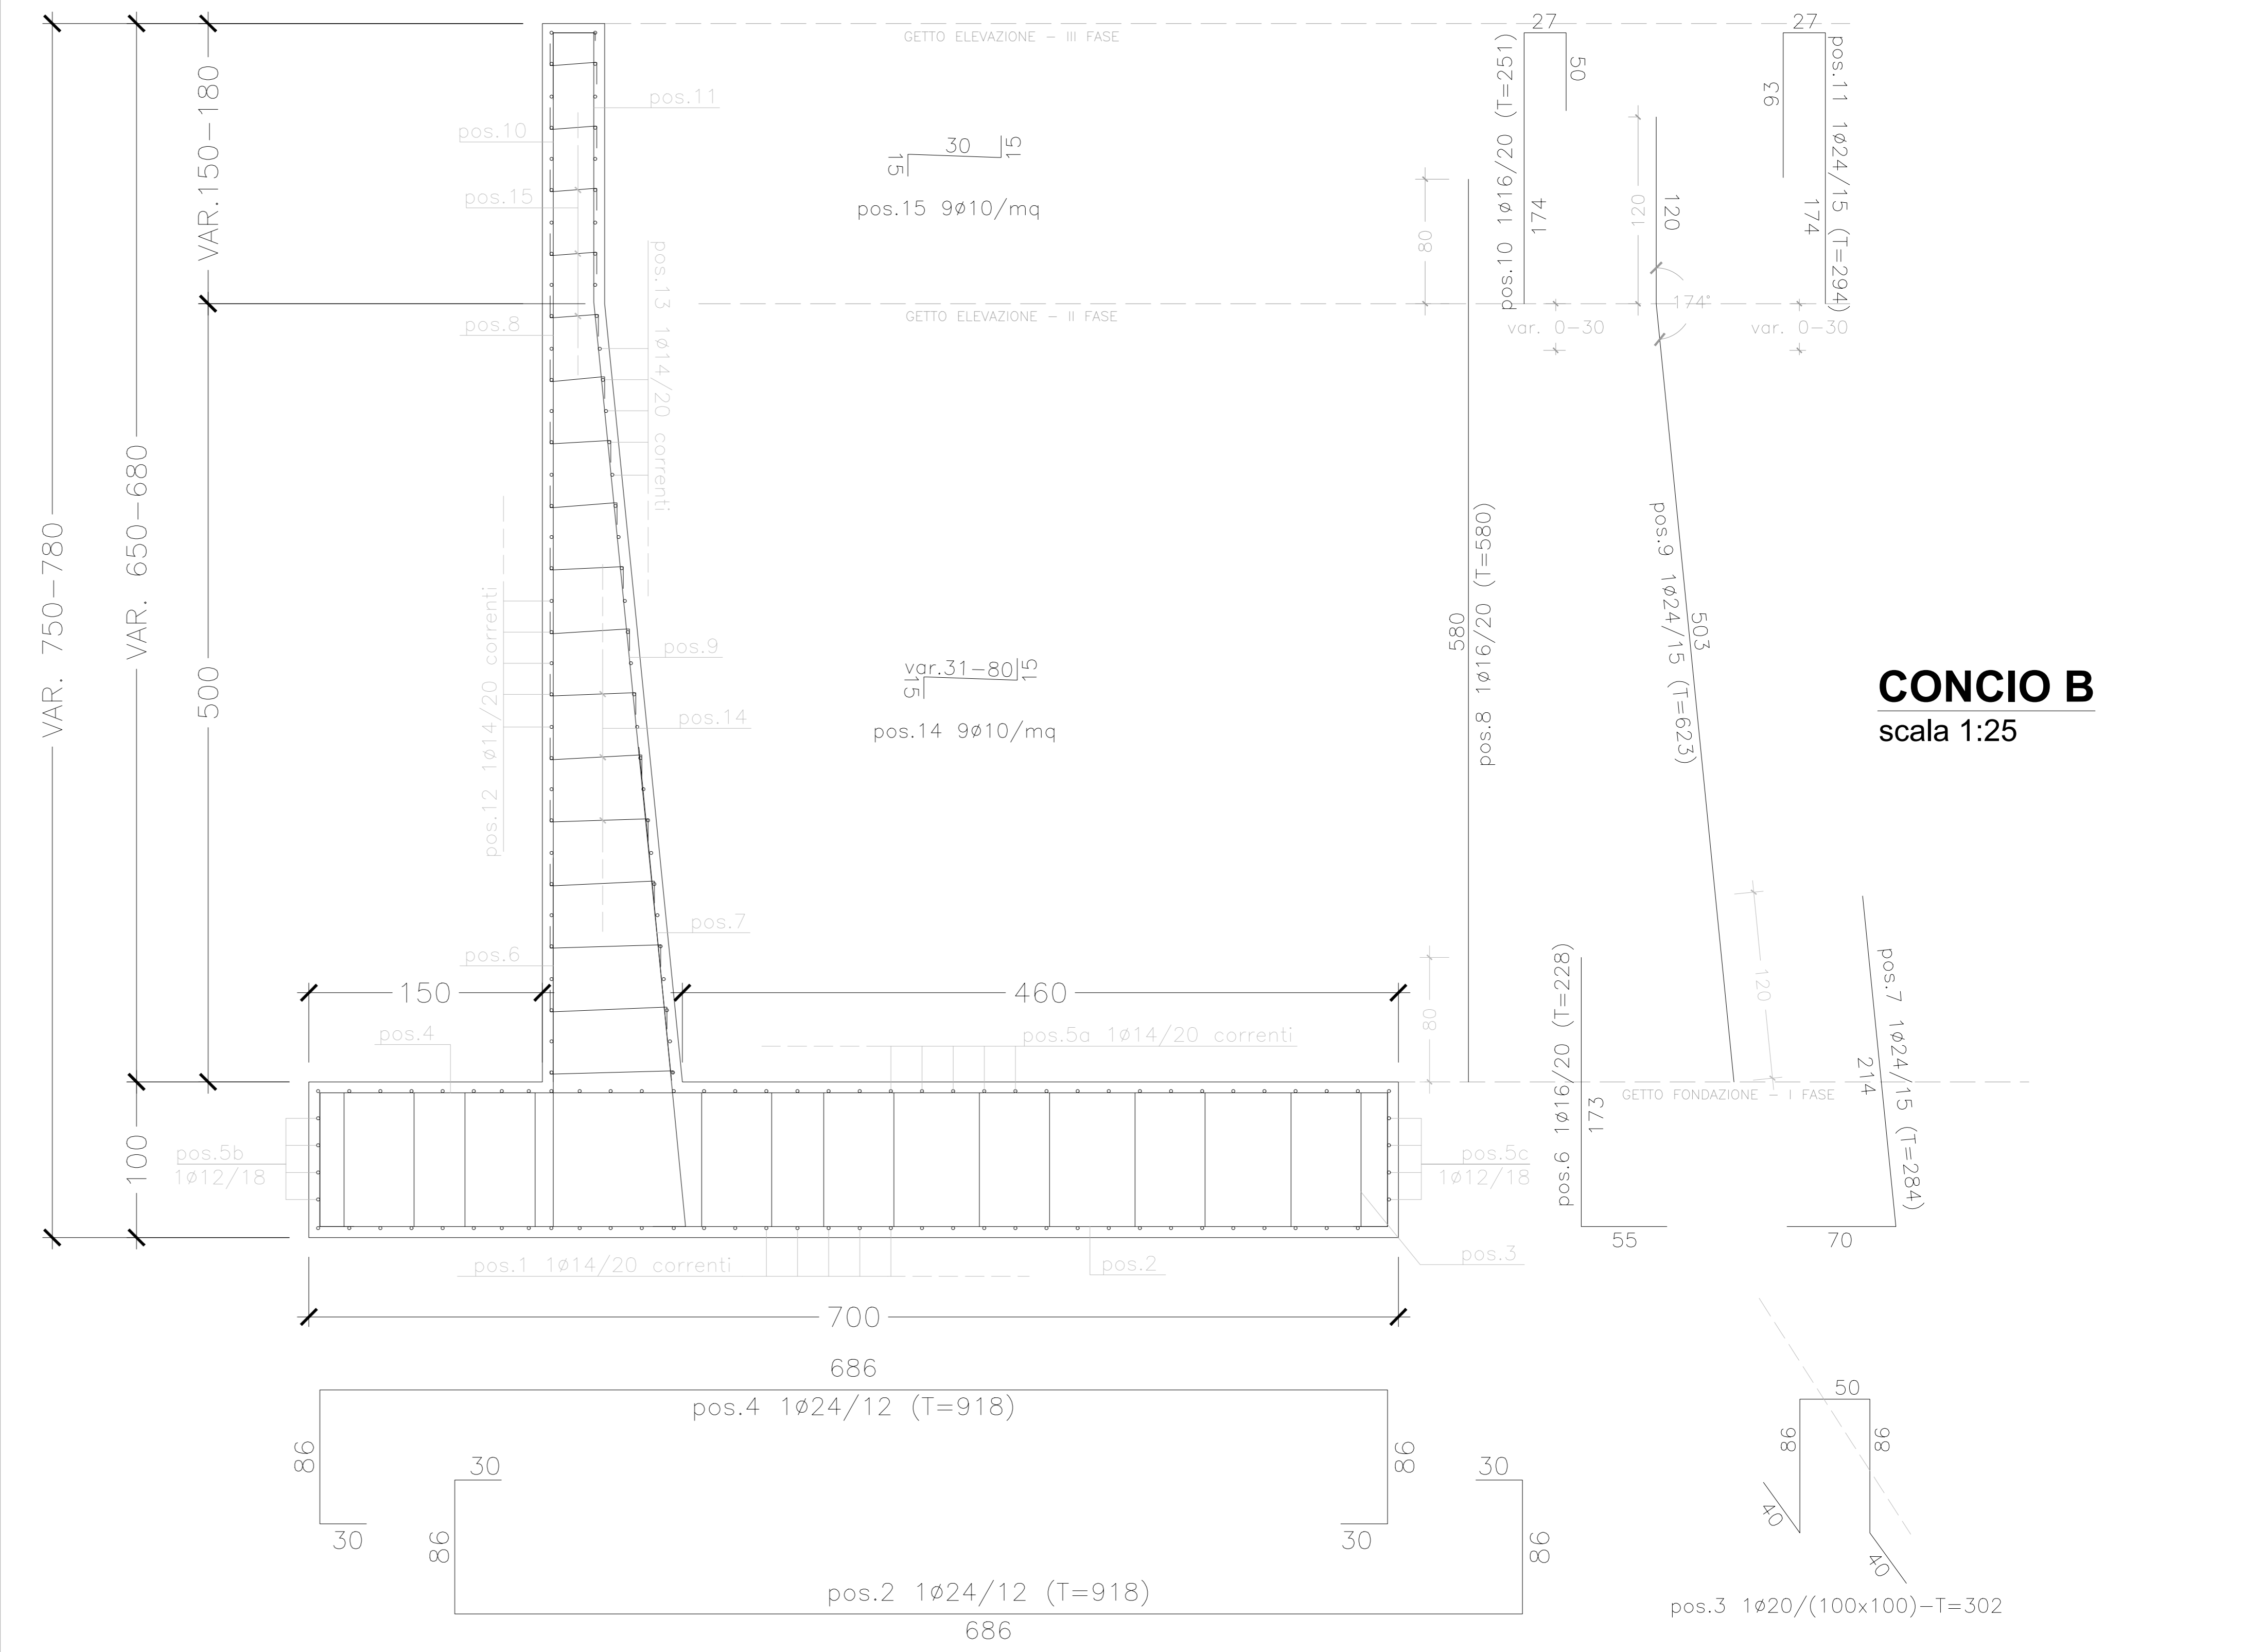 VAR. 750-780
VAR. 650-680
VAR.150-180
500
100
GETTO ELEVAZIONE - III FASE
pos.11
pos.10
pos.15
30
15
15
pos.15 9ø10/mq
pos.13 1ø14/20 correnti
GETTO ELEVAZIONE - II FASE
pos.8
pos.12 1ø14/20 correnti
pos.9
pos.14
var.31-80
15
15
pos.14 9ø10/mq
pos.7
pos.6
150
460
pos.4
pos.5a 1ø14/20 correnti
pos.5b
1ø12/18
pos.5c
1ø12/18
pos.1 1ø14/20 correnti
pos.2
pos.3
700
27
50
pos.10 1ø16/20 (T=251)
174
27
93
pos.11 1ø24/15 (T=294)
174
80
120
120
174°
var. 0-30
var. 0-30
580
pos.8 1ø16/20 (T=580)
pos.9 1ø24/15 (T=623)
503
CONCIO B
scala 1:25
80
120
GETTO FONDAZIONE - I FASE
pos.6 1ø16/20 (T=228)
173
55
pos.7 1ø24/15 (T=284)
214
70
686
pos.4 1ø24/12 (T=918)
86
86
30
30
30
30
86
86
pos.2 1ø24/12 (T=918)
686
50
86
86
40
40
pos.3 1ø20/(100x100)-T=302